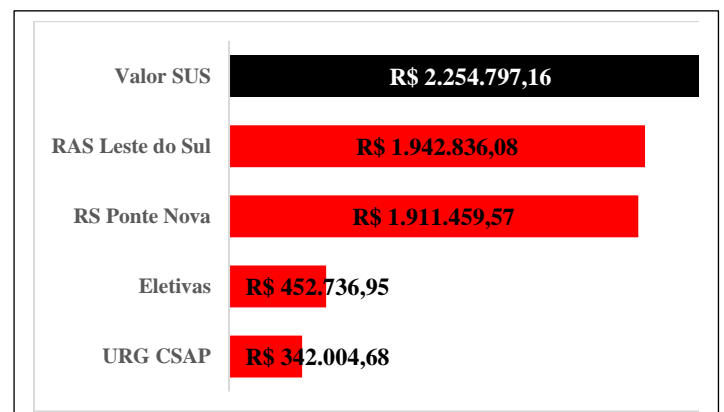 Valor SUS R$ 2.254.797,16
RAS Leste do Sul R$ 1.942.836,08
RS Ponte Nova R$ 1.911.459,57
Eletivas R$ 452.736,95
URG CSAP R$ 342.004,68